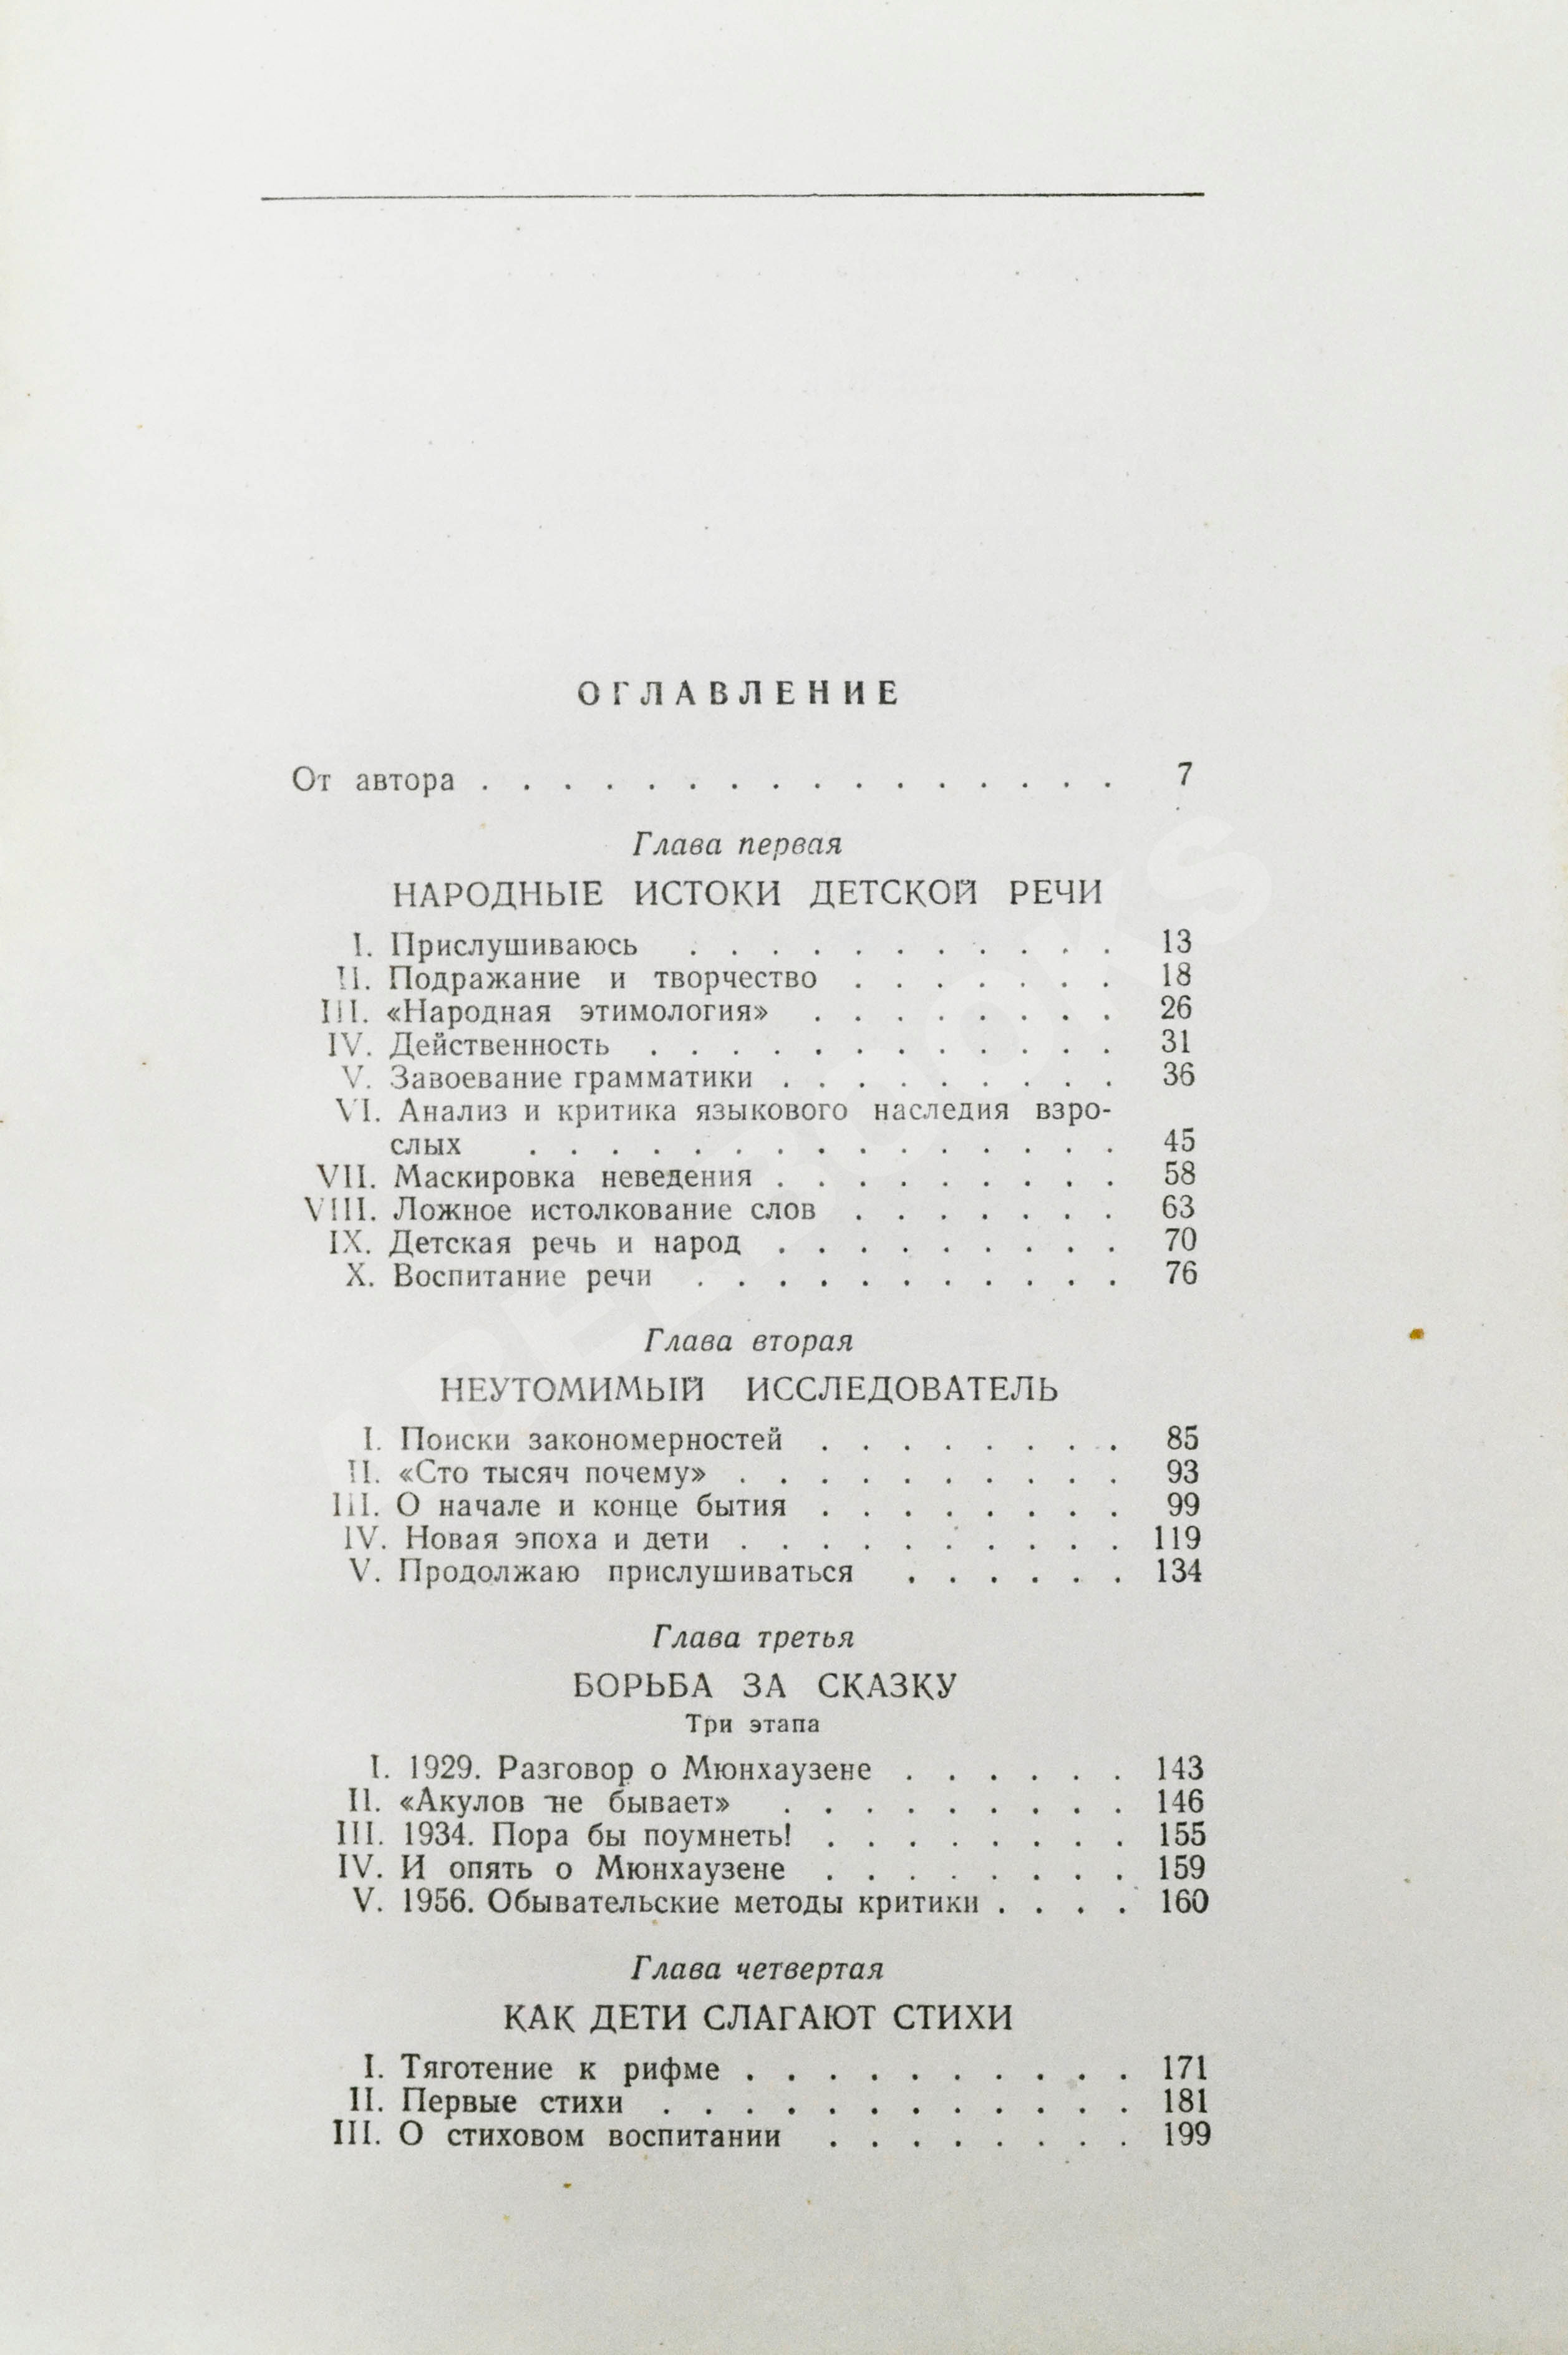 ОГЛАВЛЕНИЕ
От автора . . . . . . . . . . . . . . . . 7
Глава первая
НАРОДНЫЕ ИСТОКИ ДЕТСКОЙ РЕЧИ
I. Прислушиваюсь . . . . . . . . . . . 13
II. Подражание и творчество . . . . . . . 18
III. «Народная этимология» . . . . . . . . 26
IV. Действенность . . . . . . . . . . . . 31
V. Завоевание грамматики . . . . . . . . . 36
VI. Анализ и критика языкового наследия взро-
слых . . . . . . . . . . . . . . . 45
VII. Маскировка неведения . . . . . . . . . 58
VIII. Ложное истолкование слов . . . . . . . 63
IX. Детская речь и народ . . . . . . . . . 70
X. Воспитание речи . . . . . . . . . . . 76
Глава вторая
НЕУТОМИМЫЙ ИССЛЕДОВАТЕЛЬ
I. Поиски закономерностей . . . . . . . . 85
II. «Сто тысяч почему» . . . . . . . . . . 93
III. О начале и конце бытия . . . . . . . . 99
IV. Новая эпоха и дети . . . . . . . . . . 119
V. Продолжаю прислушиваться . . . . . . 134
Глава третья
БОРЬБА ЗА СКАЗКУ
Три этапа
I. 1929. Разговор о Мюнхаузене . . . . . . 143
II. «Акулов не бывает» . . . . . . . . . 146
III. 1934. Пора бы поумнеть! . . . . . . . . 155
IV. И опять о Мюнхаузене . . . . . . . . 159
V. 1956. Обывательские методы критики . . . . 160
Глава четвертая
КАК ДЕТИ СЛАГАЮТ СТИХИ
I. Тяготение к рифме . . . . . . . . . . 171
II. Первые стихи . . . . . . . . . . . . 181
III. О стиховом воспитании . . . . . . . . 199